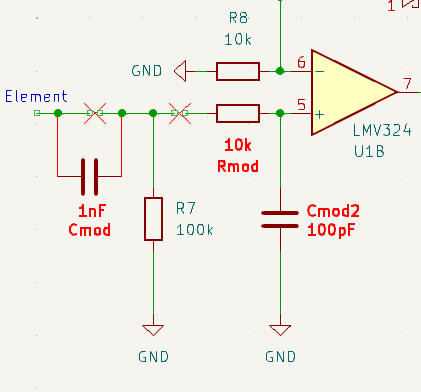 1
R8
10k
GND
6
Element
5
7
10k
Rmod
LMV324
U1B
1nF
Cmod
R7
100k
Cmod2
100pF
GND
GND